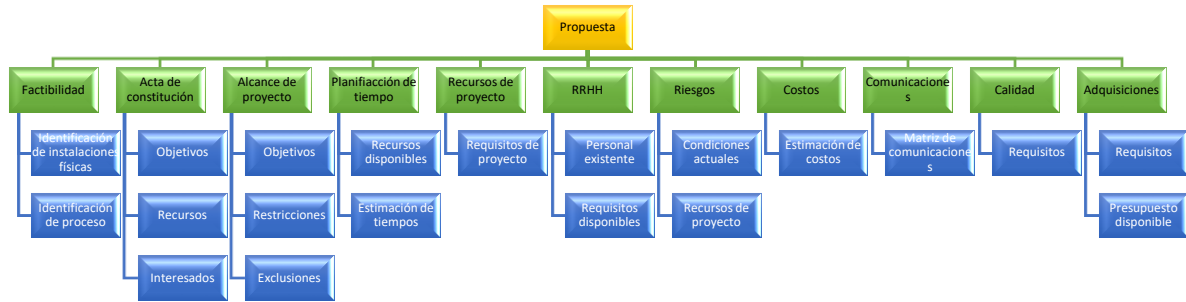 Propuesta
Factibilidad
Acta de
constitución
Alcance de
proyecto
Planifiacción de
tiempo
Recursos de
proyecto
RRHH
Riesgos
Costos
Comunicacione
s
Calidad
Adquisiciones
Identificación
de instalaciones
físicas
Objetivos
Objetivos
Recursos
disponibles
Requisitos de
proyecto
Personal
existente
Condiciones
actuales
Estimación de
costos
Matriz de
comunicacione
s
Requisitos
Requisitos
Identificación
de proceso
Recursos
Restricciones
Estimación de
tiempos
Requisitos
disponibles
Recursos de
proyecto
Presupuesto
disponible
Interesados
Exclusiones